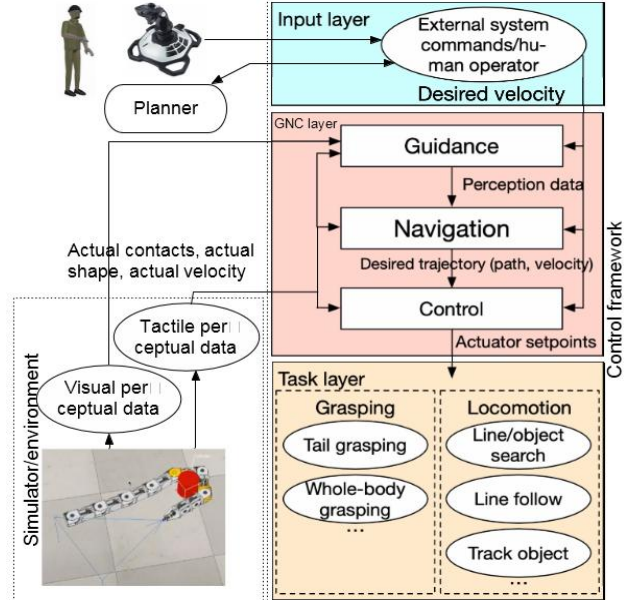 Input layer
External system
commands/hu-
man operator
Desired velocity
Planner
GNC layer
Guidance
Perception data
Navigation
Desired trajectory (path, velocity)
Control
Actuator setpoints
Control framework
Actual contacts, actual
shape, actual velocity
Tactile per
ceptual data
Visual per
ceptual data
Simulator/environment
Task layer
Grasping
Tail grasping
Whole-body
grasping
...
Locomotion
Line/object
search
Line follow
Track object
...